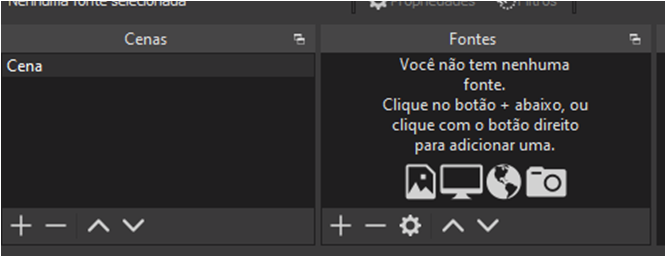 Nenhuma fonte selecionada
Propriedades
Filtros
Cenas
Fontes
Cena
Você não tem nenhuma
fonte.
Clique no botão + abaixo, ou
clique com o botão direito
para adicionar uma.